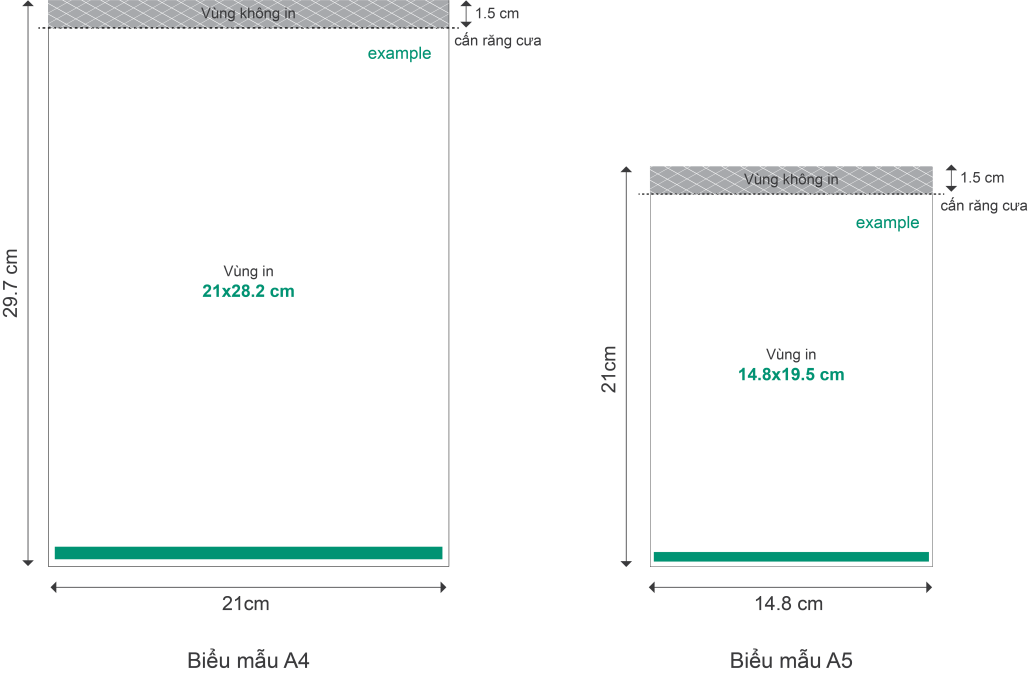 Vùng không in
1.5 cm
cấn răng cưa
example
29.7 cm
Vùng in
21x28.2 cm
21cm
Biểu mẫu A4
Vùng không in
1.5 cm
cấn răng cưa
example
21cm
Vùng in
14.8x19.5 cm
14.8 cm
Biểu mẫu A5